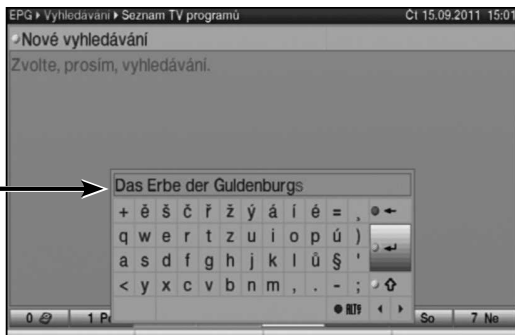 EPG ▸ Vyhledávání ▸ Seznam TV programů Čt 15.09.2011 15:01
Nové vyhledávání
Zvolte, prosím, vyhledávání.
Das Erbe der Guldenburgs
+ ě š č ř ž ý á í é = ¸ ←
q w e r t z u i o p ú ) ↵
a s d f g h j k l ů § '
< y x c v b n m , . - ; ⇧
ALT9 ◂ ▸
0 1 So 7 Ne